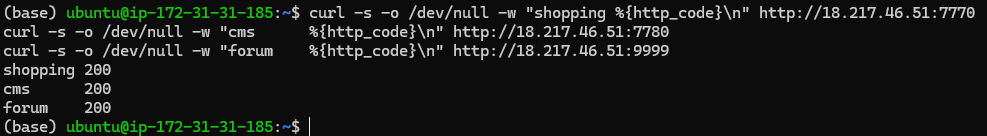 (base) ubuntu@ip-172-31-31-185:~$ curl -s -o /dev/null -w "shopping %{http_code}\n" http://18.217.46.51:7770
curl -s -o /dev/null -w "cms      %{http_code}\n" http://18.217.46.51:7780
curl -s -o /dev/null -w "forum    %{http_code}\n" http://18.217.46.51:9999
shopping 200
cms      200
forum    200
(base) ubuntu@ip-172-31-31-185:~$